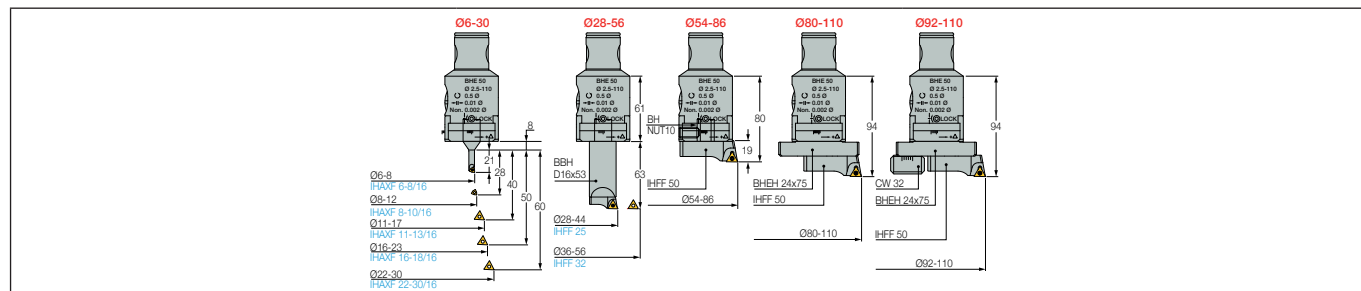 Ø6-30
Ø28-56
Ø54-86
Ø80-110
Ø92-110
BHE 50
Ø 2.5-110
0.5 Ø
0.01 Ø
Non. 0.002 Ø
LOCK
8
21
28
40
50
60
Ø6-8
IHAXF 6-8/16
Ø8-12
IHAXF 8-10/16
Ø11-17
IHAXF 11-13/16
Ø16-23
IHAXF 16-18/16
Ø22-30
IHAXF 22-30/16
BHE 50
Ø 2.5-110
0.5 Ø
0.01 Ø
Non. 0.002 Ø
LOCK
61
63
BBH
D16x53
Ø28-44
IHFF 25
Ø36-56
IHFF 32
BHE 50
Ø 2.5-110
0.5 Ø
0.01 Ø
Non. 0.002 Ø
LOCK
BH
NUT10
80
19
IHFF 50
Ø54-86
BHE 50
Ø 2.5-110
0.5 Ø
0.01 Ø
Non. 0.002 Ø
LOCK
94
BHEH 24x75
IHFF 50
Ø80-110
BHE 50
Ø 2.5-110
0.5 Ø
0.01 Ø
Non. 0.002 Ø
LOCK
94
CW 32
BHEH 24x75
IHFF 50
Ø92-110